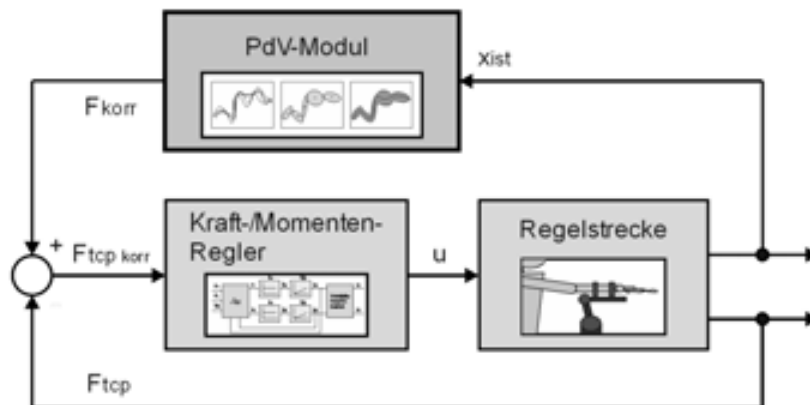 PdV-Modul
xist
Fkorr
+
Ftcp korr
Kraft-/Momenten-
Regler
u
Regelstrecke
Ftcp